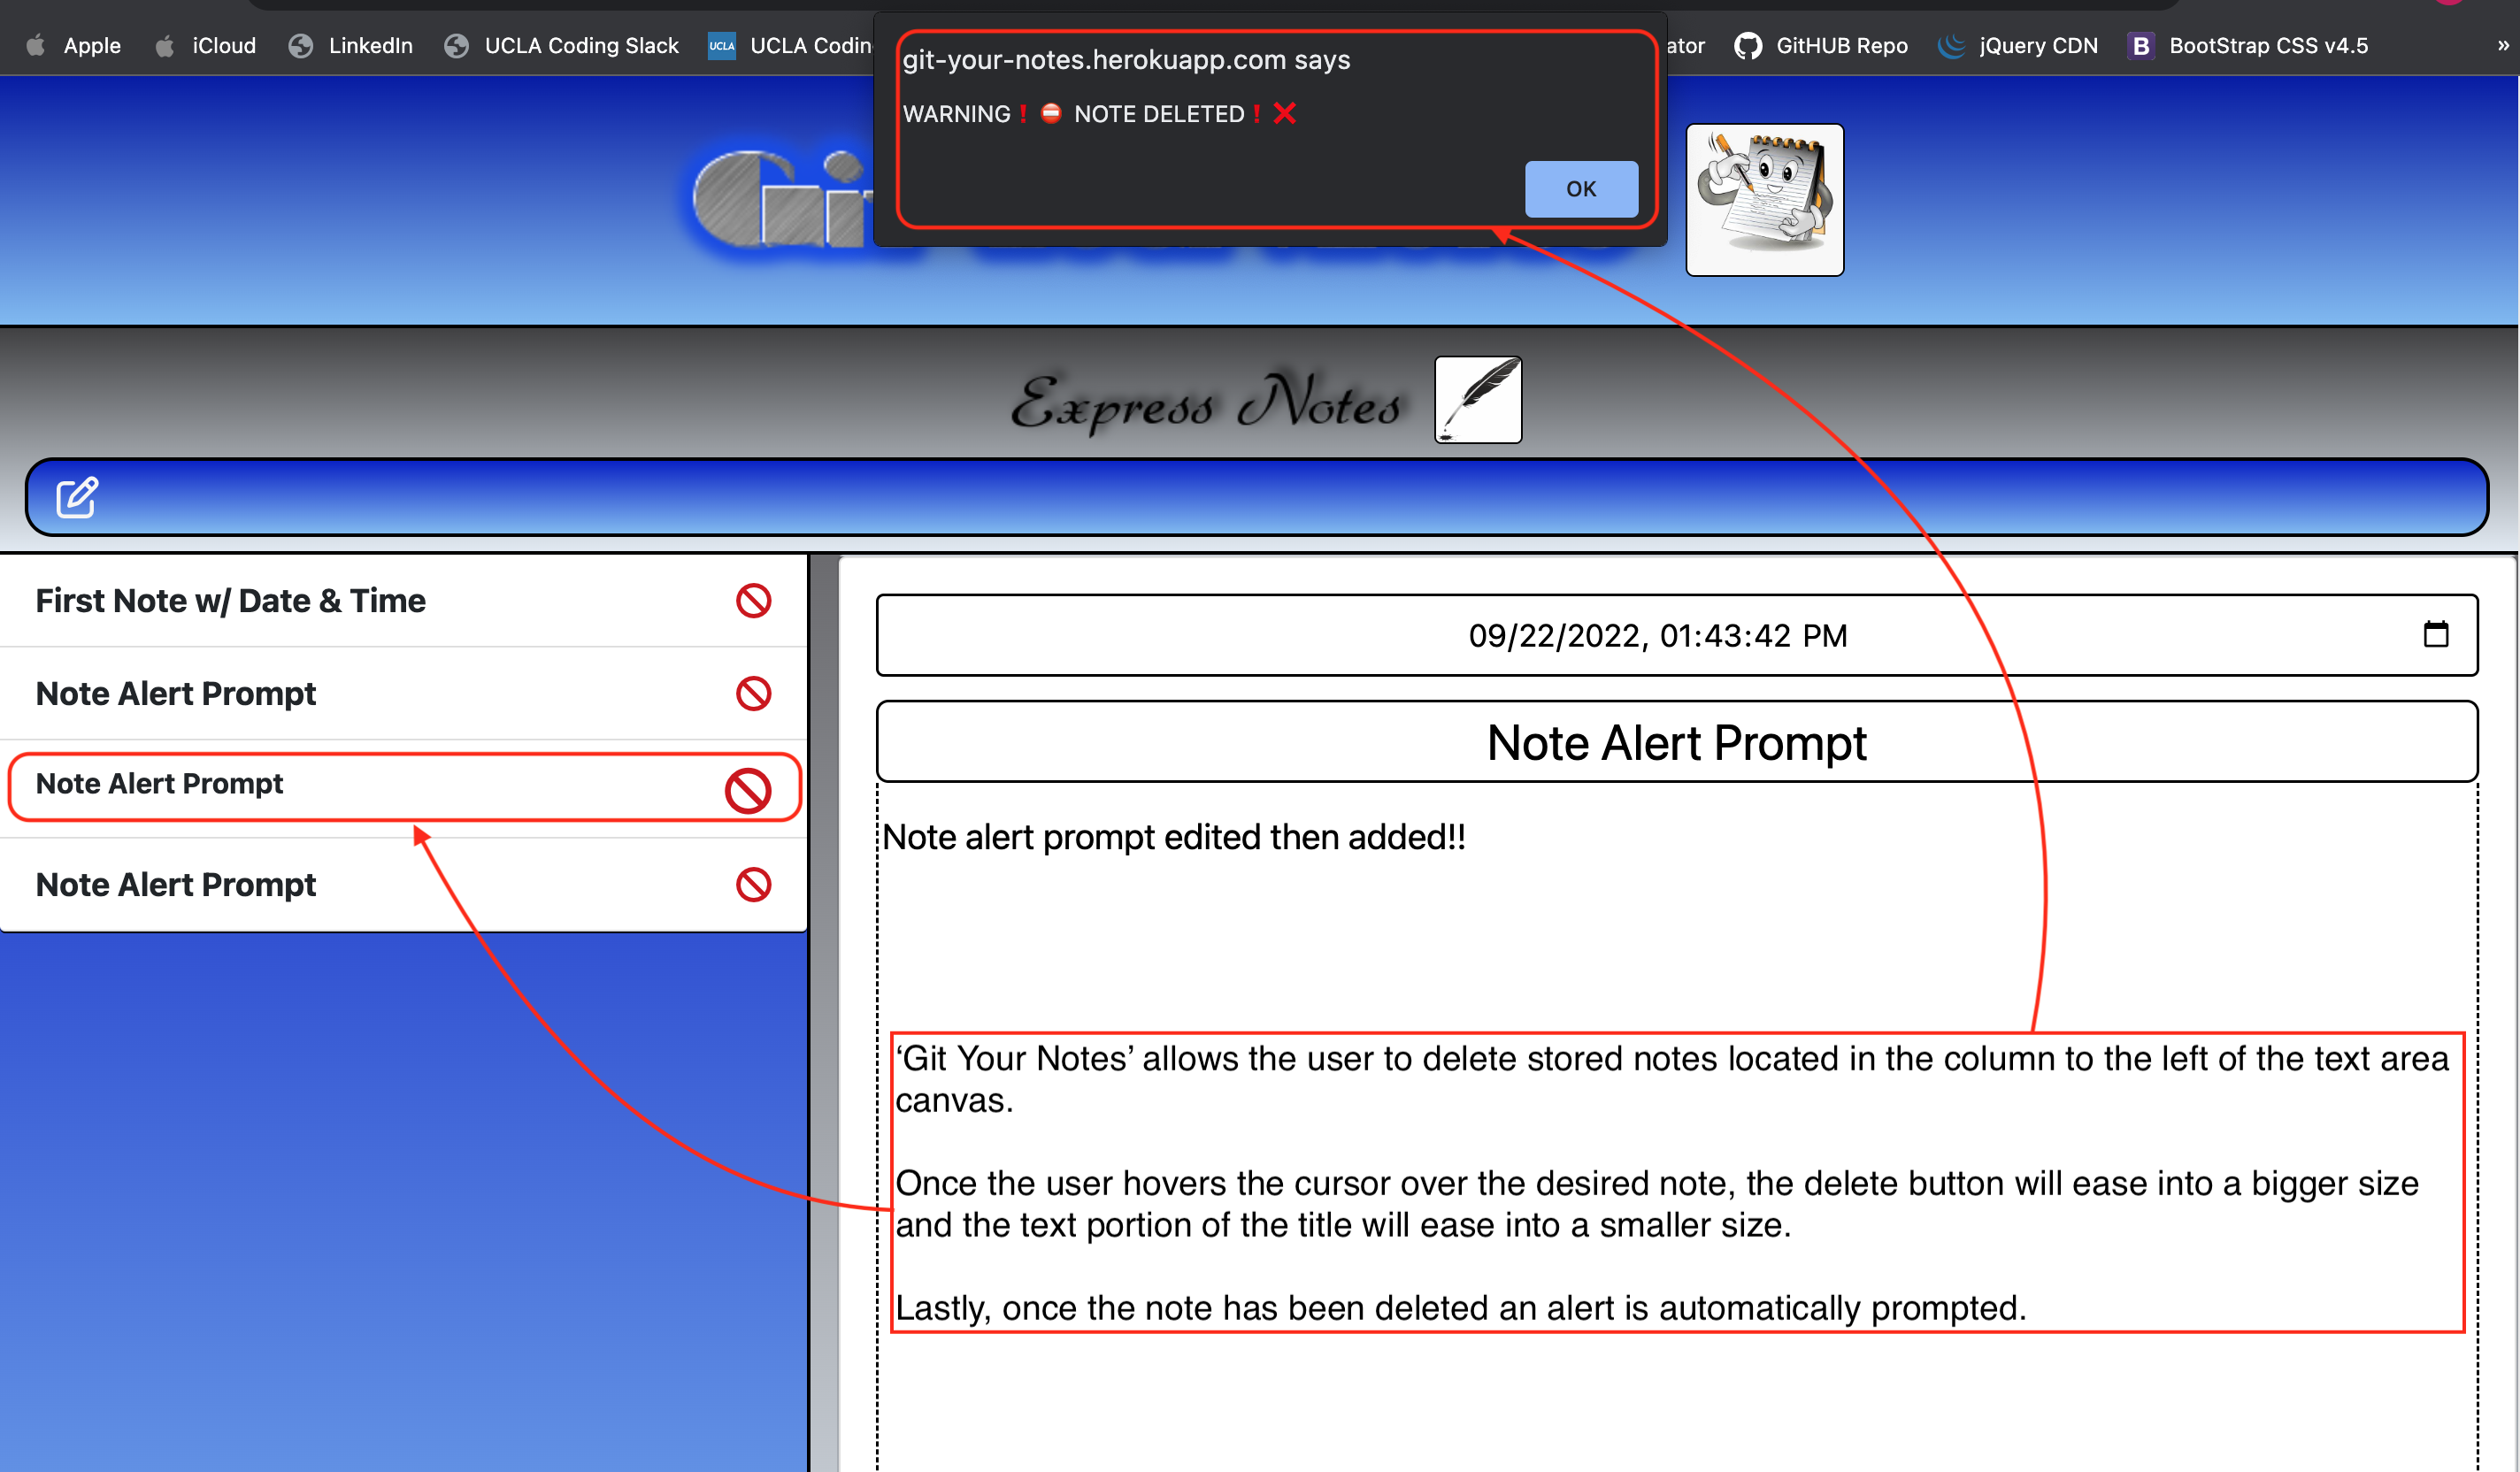 Apple iCloud LinkedIn UCLA Coding Slack UCLA UCLA GitHUB Repo jQuery CDN B BootStrap CSS v4.5 »
git-your-notes.herokuapp.com says
WARNING❗ ⛔ NOTE DELETED❗ ❌
OK
Express Notes
First Note w/ Date & Time
Note Alert Prompt
Note Alert Prompt
Note Alert Prompt
09/22/2022, 01:43:42 PM
Note Alert Prompt
Note alert prompt edited then added!!
‘Git Your Notes’ allows the user to delete stored notes located in the column to the left of the text area
canvas.
Once the user hovers the cursor over the desired note, the delete button will ease into a bigger size
and the text portion of the title will ease into a smaller size.
Lastly, once the note has been deleted an alert is automatically prompted.